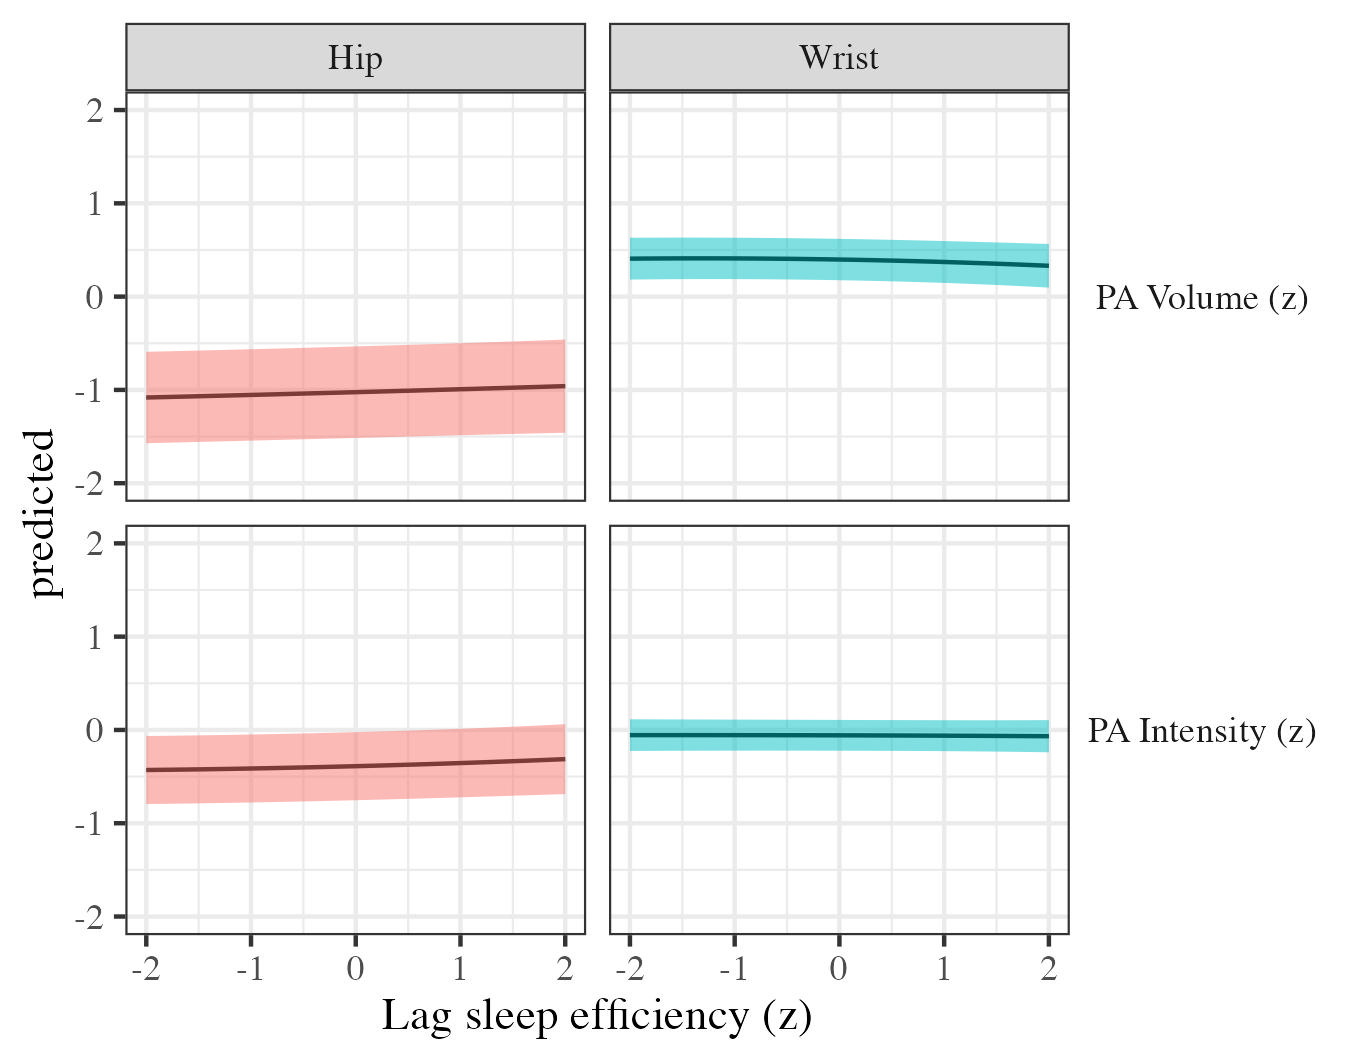 Hip
Wrist
2
1
0
-1
-2
PA Volume (z)
predicted
2
1
0
-1
-2
PA Intensity (z)
-2 -1 0 1 2 -2 -1 0 1 2
Lag sleep efficiency (z)